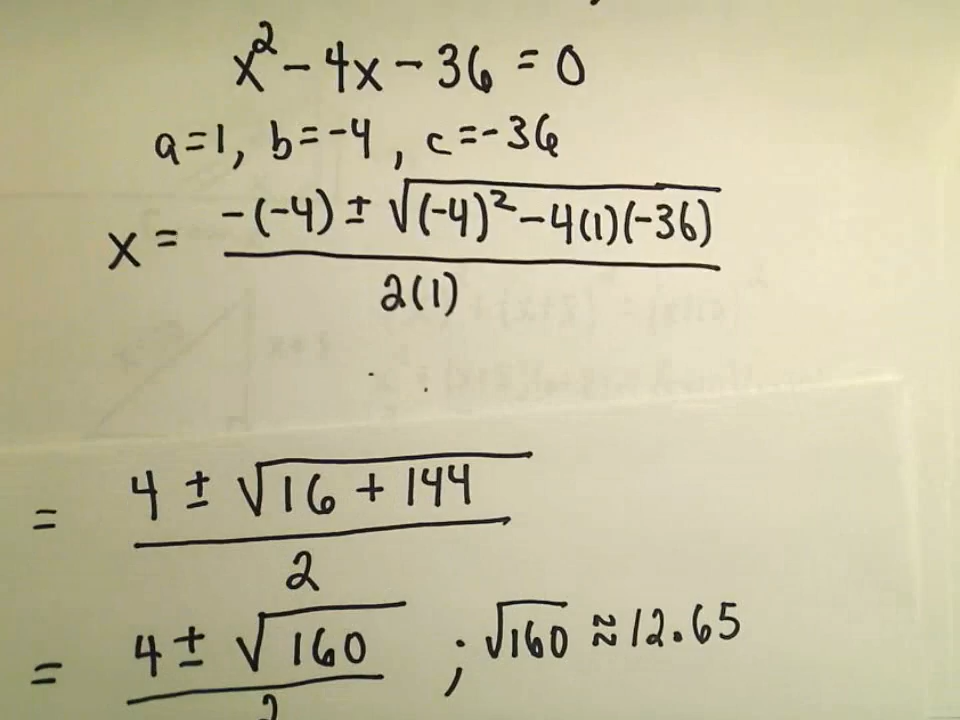 x² - 4x - 36 = 0
a=1, b=-4, c=-36
x = -(-4) ± √(-4)² - 4(1)(-36)
2(1)
= 4 ± √16 + 144
2
= 4 ± √160 ; √160 ≈ 12.65
2